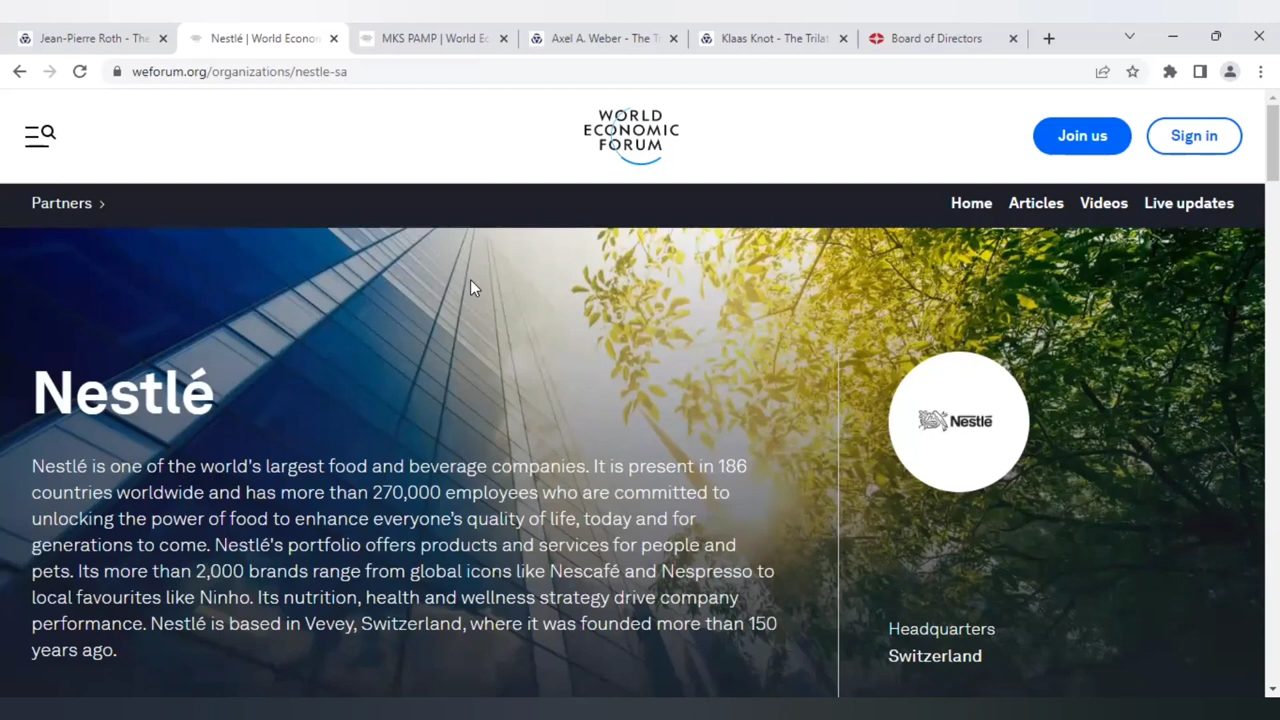 Jean-Pierre Roth - The
Nestlé | World Econo
MKS PAMP | World E
Axel A. Weber - The T
Klaas Knot - The Trilat
Board of Directors
weforum.org/organizations/nestle-sa
WORLD
ECONOMIC
FORUM
Join us
Sign in
Partners
Home
Articles
Videos
Live updates
Nestlé
Nestlé is one of the world's largest food and beverage companies. It is present in 186
countries worldwide and has more than 270,000 employees who are committed to
unlocking the power of food to enhance everyone's quality of life, today and for
generations to come. Nestlé's portfolio offers products and services for people and
pets. Its more than 2,000 brands range from global icons like Nescafé and Nespresso to
local favourites like Ninho. Its nutrition, health and wellness strategy drive company
performance. Nestlé is based in Vevey, Switzerland, where it was founded more than 150
years ago.
Nestlé
Headquarters
Switzerland